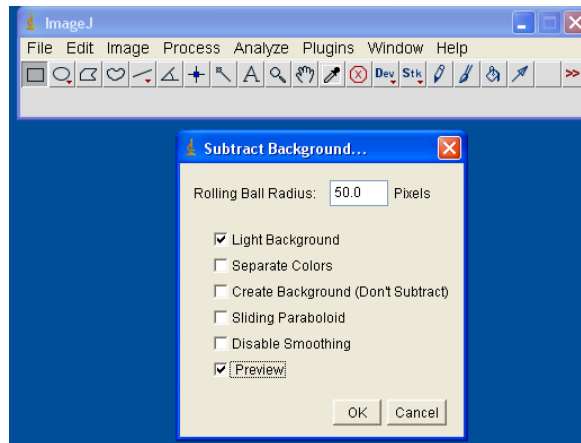 ImageJ
File Edit Image Process Analyze Plugins Window Help
A Dev Stk >>
Subtract Background...
Rolling Ball Radius: 50.0 Pixels
Light Background
Separate Colors
Create Background (Don't Subtract)
Sliding Paraboloid
Disable Smoothing
Preview
OK Cancel